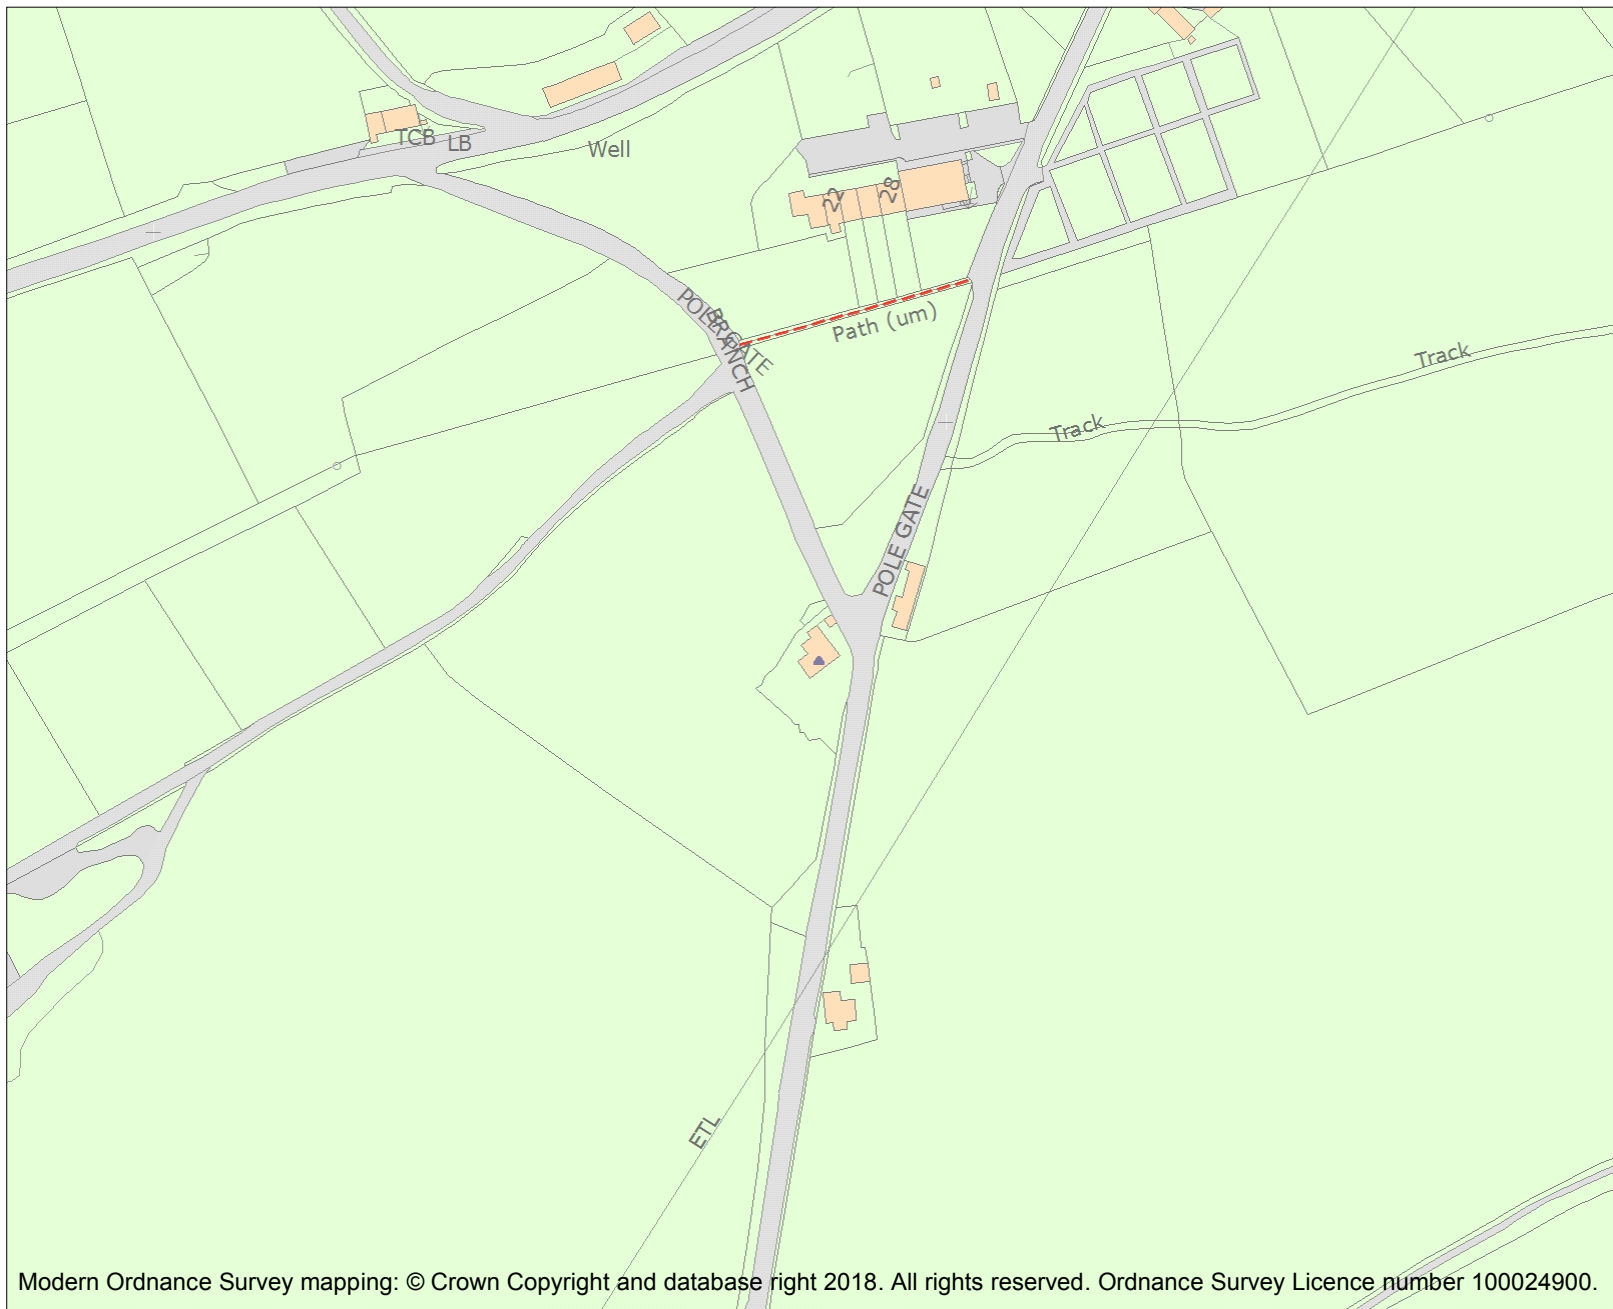 TCB LB
Well
22
28
POLE GATE
BRANCH
Path (um)
Track
Track
POLE GATE
ETL
Modern Ordnance Survey mapping: © Crown Copyright and database right 2018. All rights reserved. Ordnance Survey Licence number 100024900.